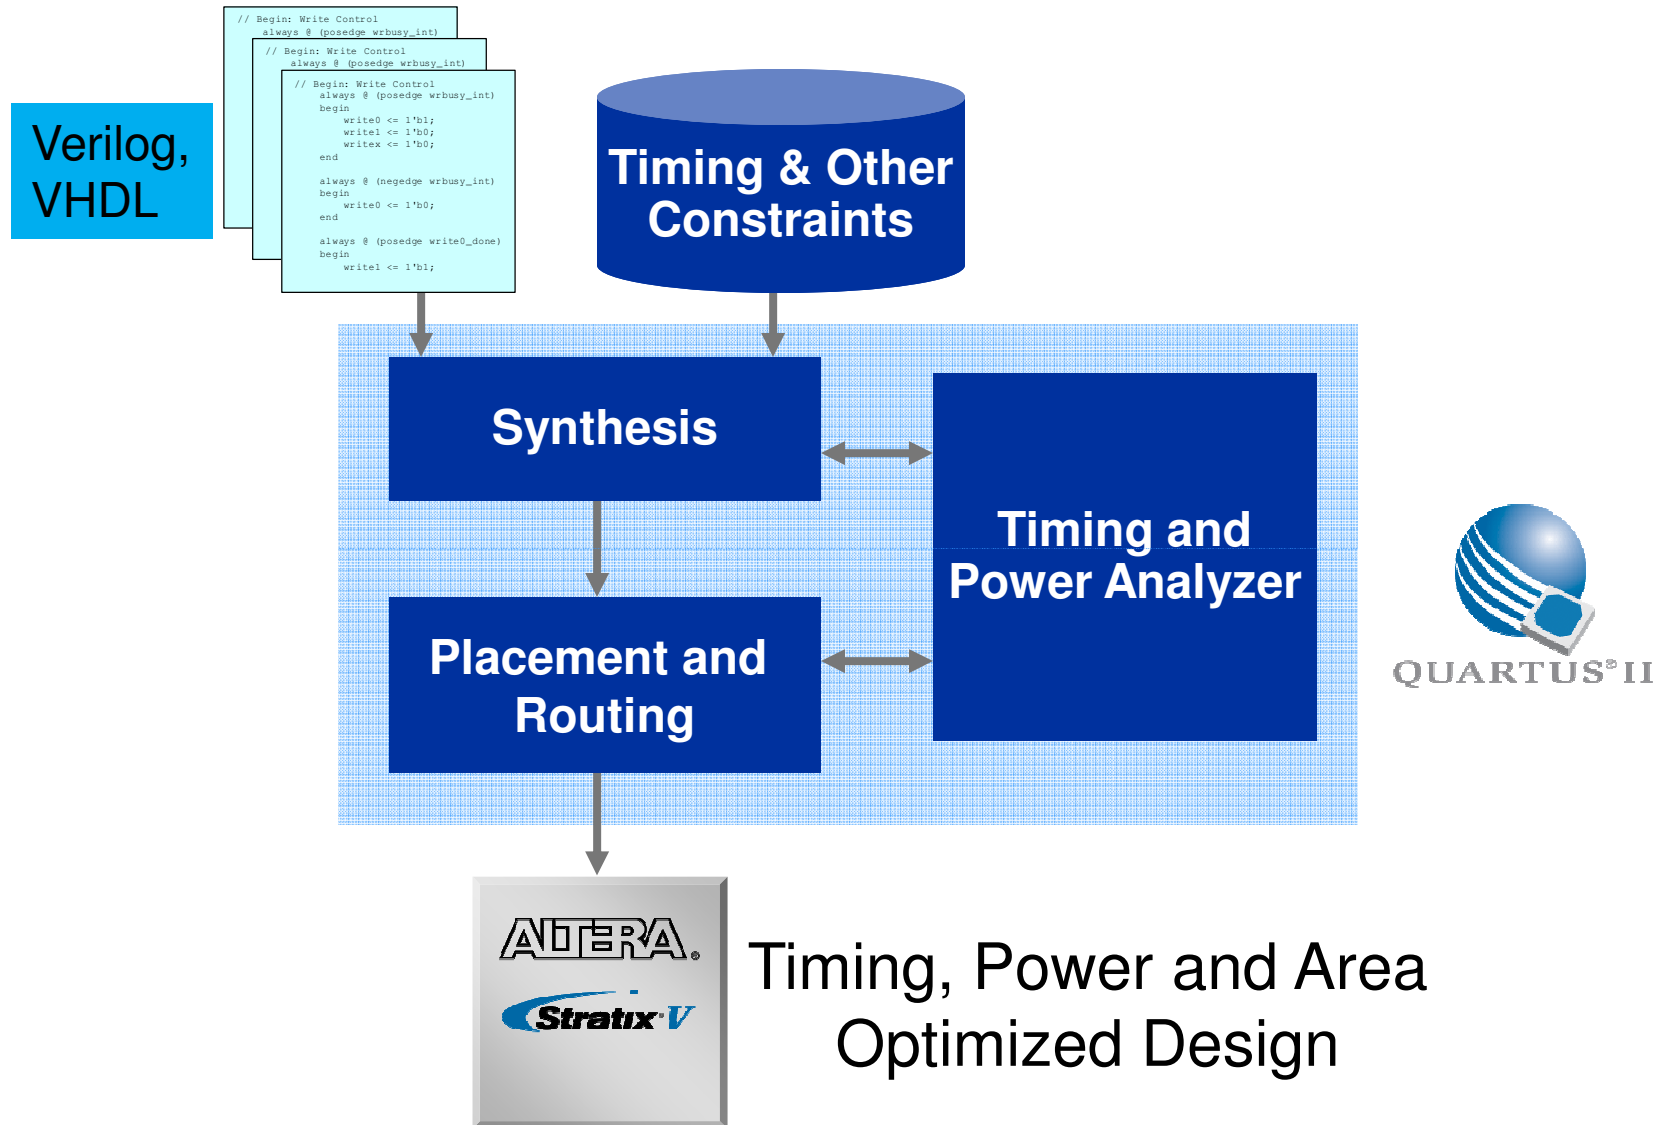 // Begin: Write Control
always @ (posedge wrbusy_int)
// Begin: Write Control
always @ (posedge wrbusy_int)
// Begin: Write Control
always @ (posedge wrbusy_int)
begin
write0 <= 1'b1;
write1 <= 1'b0;
writex <= 1'b0;
end
always @ (negedge wrbusy_int)
begin
write0 <= 1'b0;
end
always @ (posedge write0_done)
begin
write1 <= 1'b1;
Verilog,
VHDL
Timing & Other
Constraints
Synthesis
Timing and
Power Analyzer
Placement and
Routing
QUARTUS® II
ALTERA®
Stratix® V
Timing, Power and Area
Optimized Design